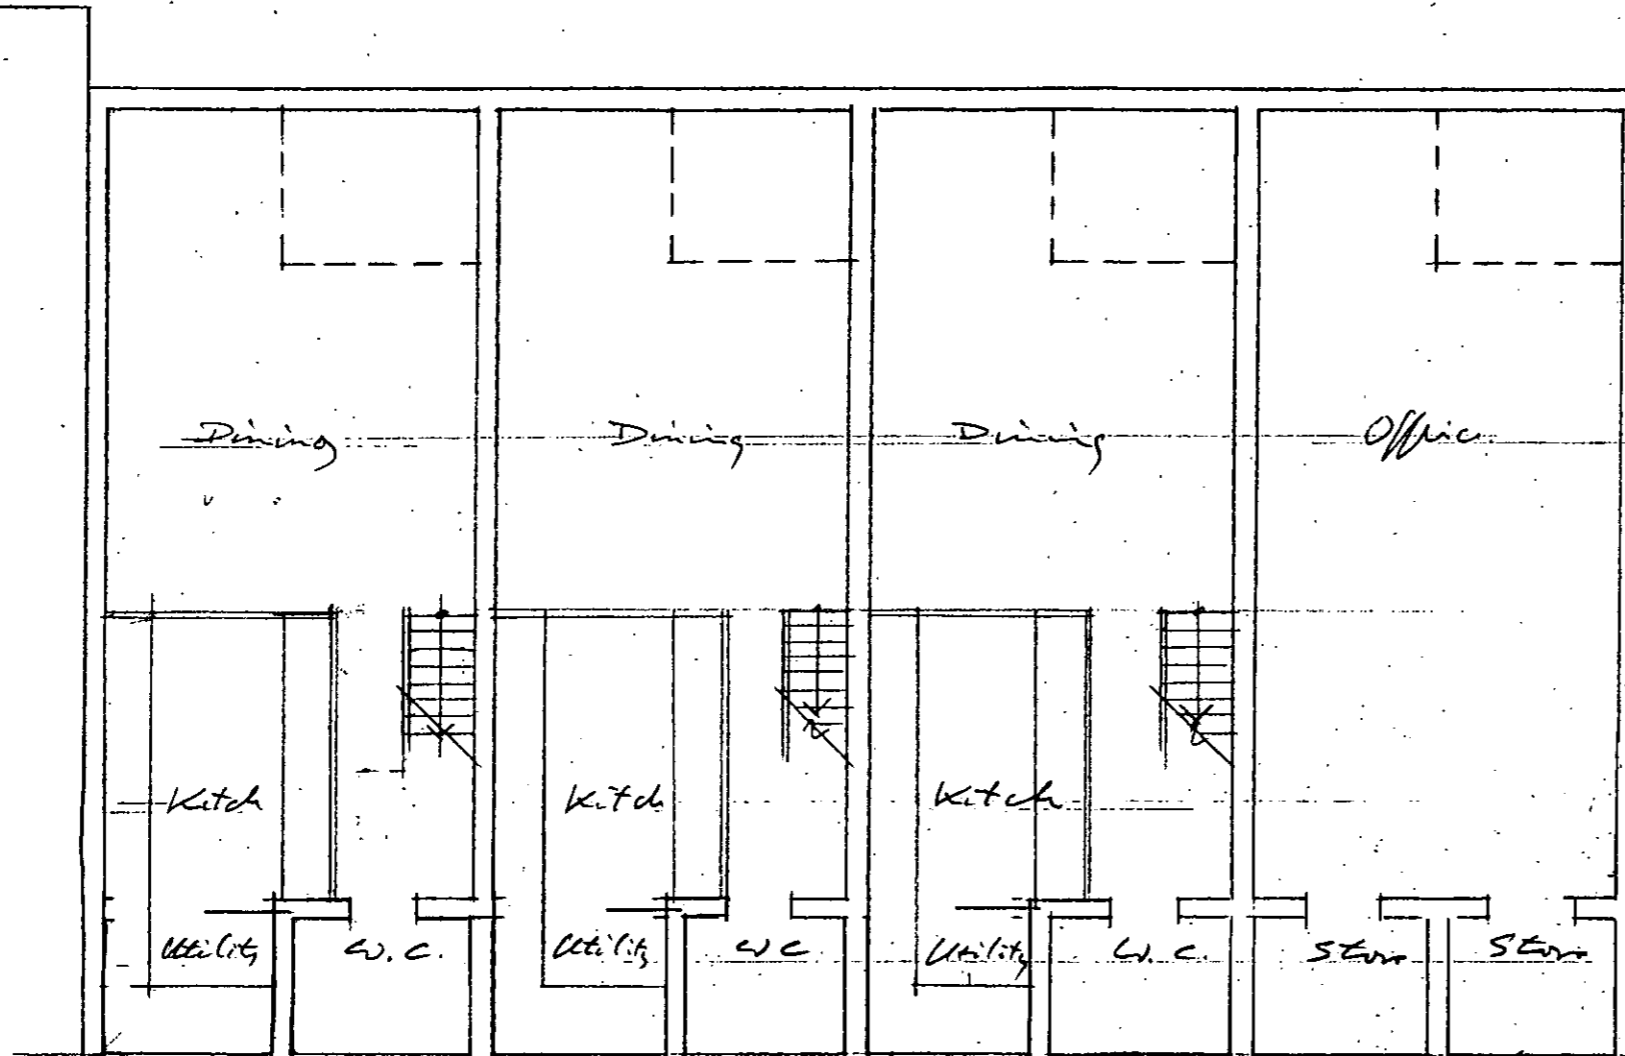 Dining Dining Dining Office
Kitch Kitch Kitch
Utility W.C. Utility WC Utility W.C. Store Store